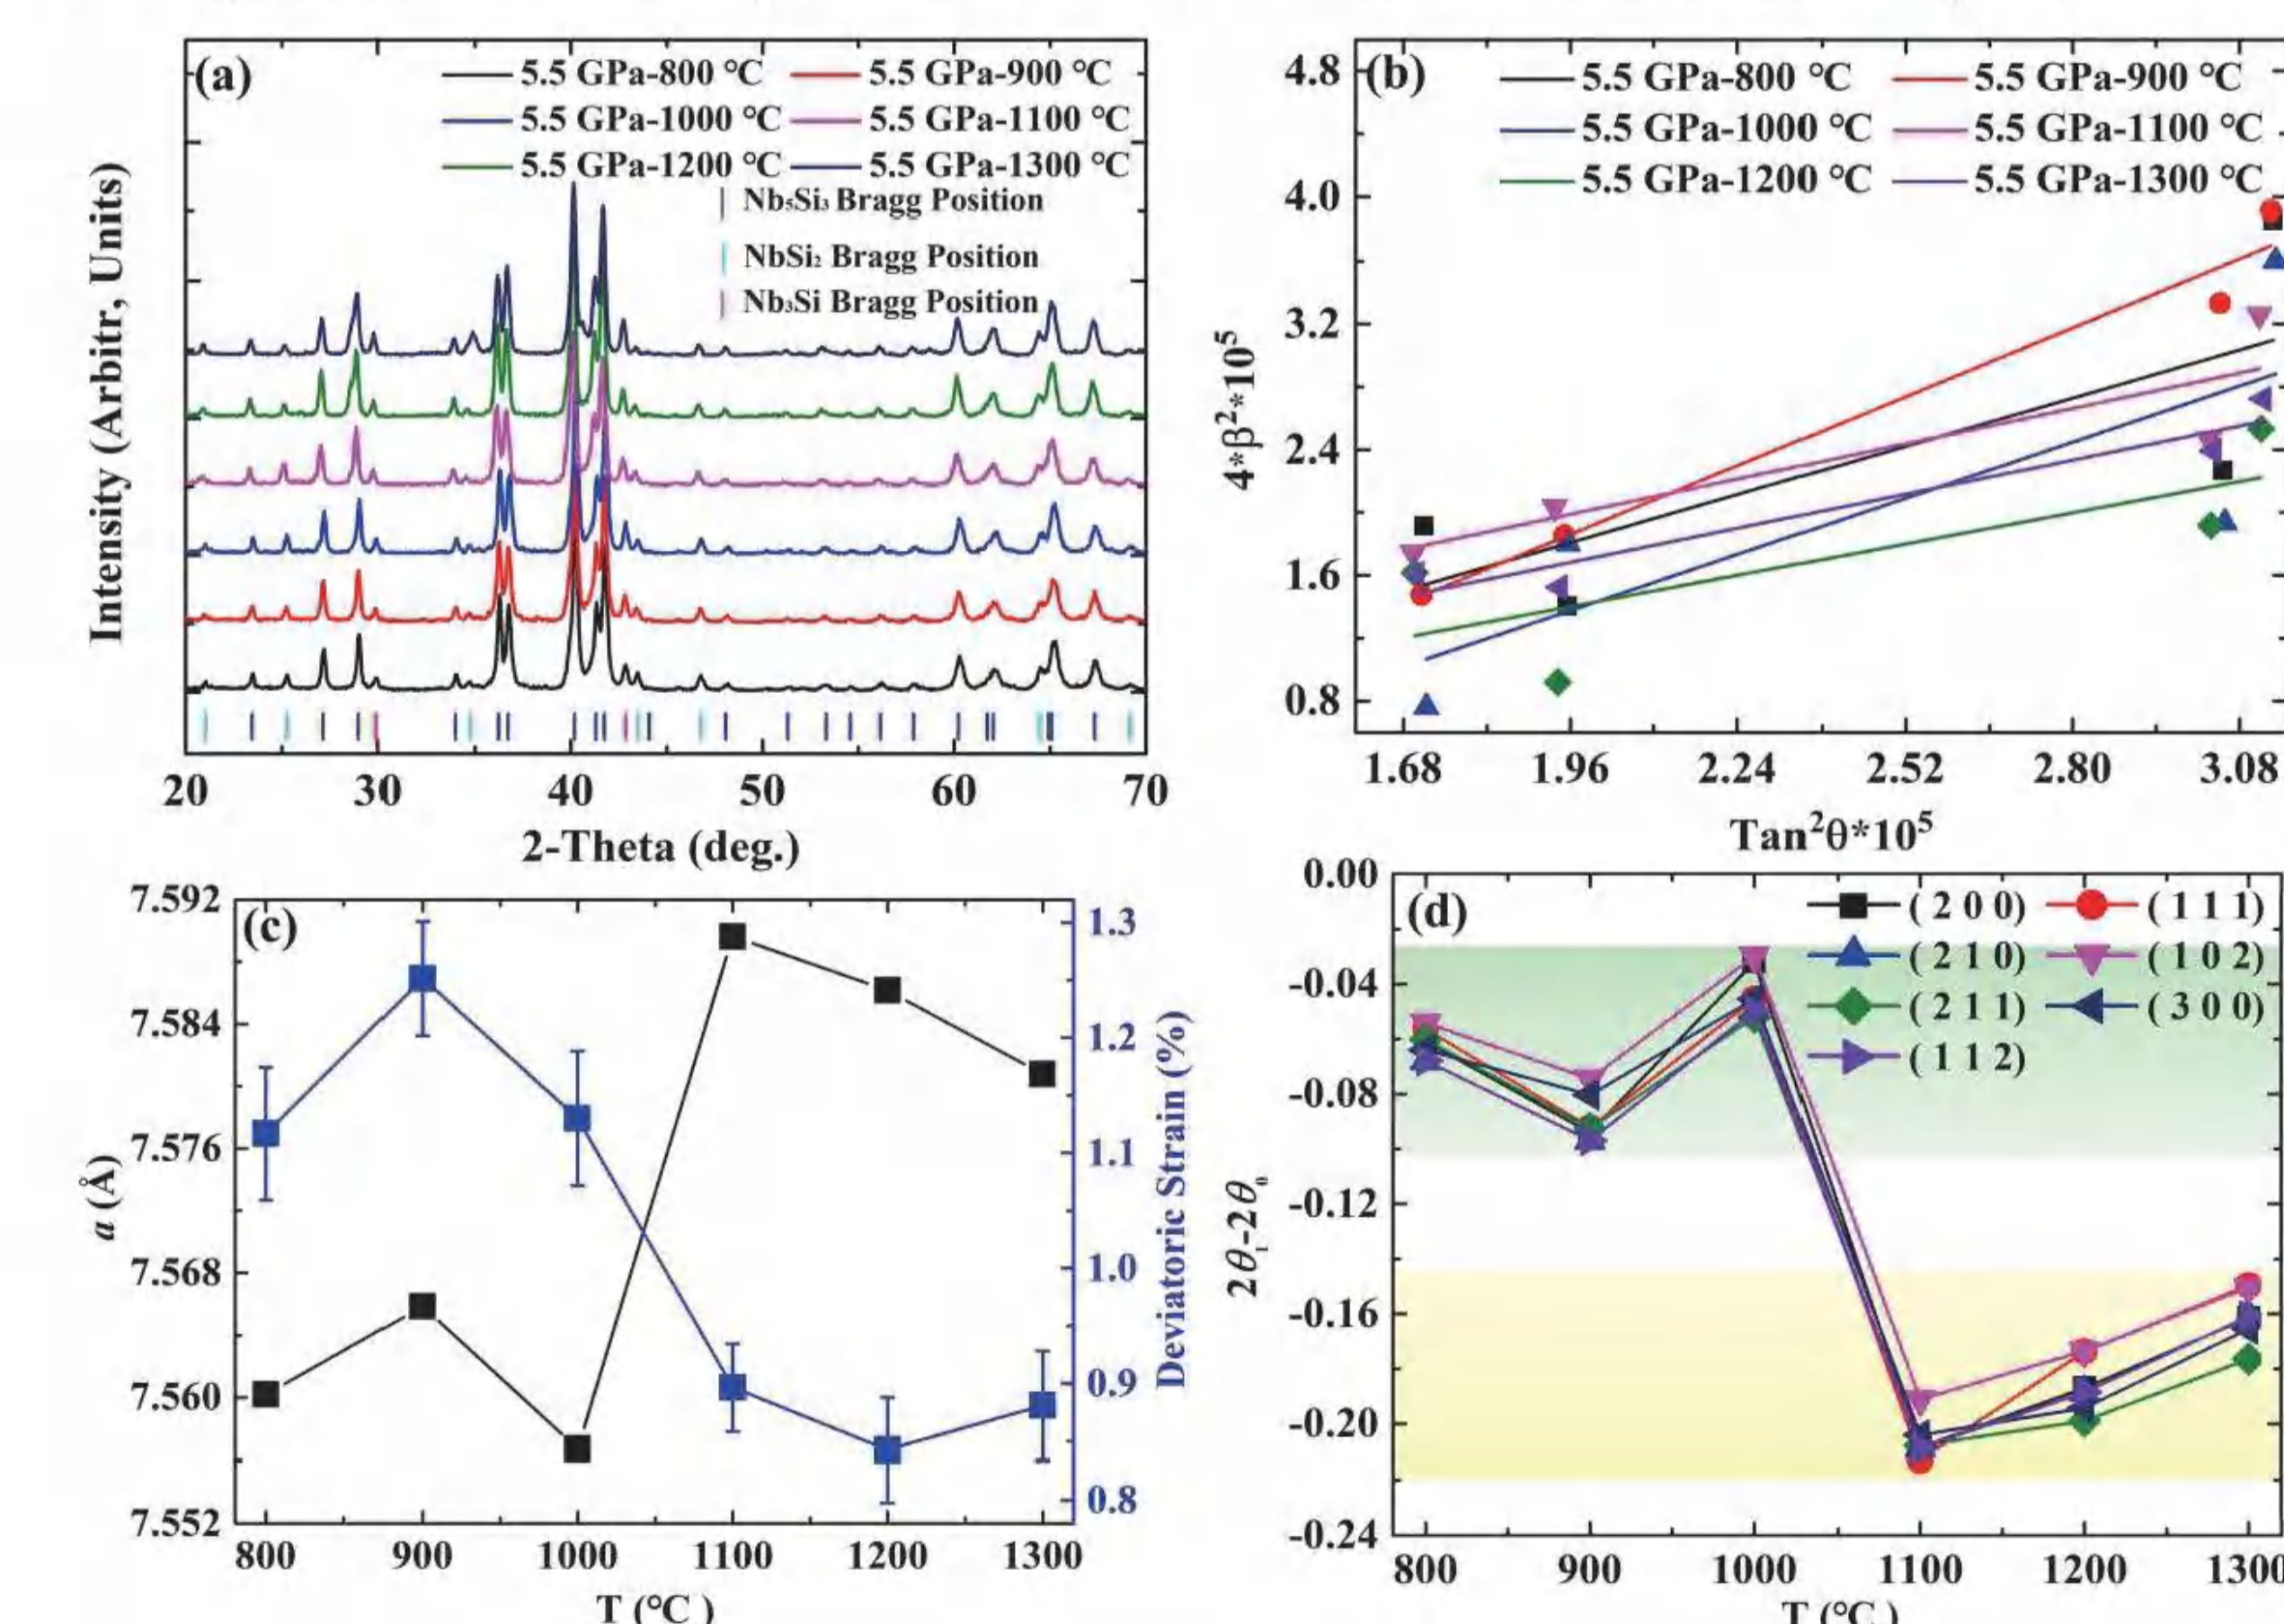 (a)
5.5 GPa-800 ℃ 5.5 GPa-900 ℃
5.5 GPa-1000 ℃ 5.5 GPa-1100 ℃
5.5 GPa-1200 ℃ 5.5 GPa-1300 ℃
Nb₅Si₃ Bragg Position
NbSi₂ Bragg Position
Nb₃Si Bragg Position
Intensity (Arbitr, Units)
20 30 40 50 60 70
2-Theta (deg.)
(b)
5.5 GPa-800 ℃ 5.5 GPa-900 ℃
5.5 GPa-1000 ℃ 5.5 GPa-1100 ℃
5.5 GPa-1200 ℃ 5.5 GPa-1300 ℃
4.8
4.0
3.2
2.4
1.6
0.8
4*β²*10⁵
1.68 1.96 2.24 2.52 2.80 3.08
Tan²θ*10⁵
(c)
7.592
7.584
7.576
7.568
7.560
7.552
a (Å)
1.3
1.2
1.1
1.0
0.9
0.8
Deviatoric Strain (%)
800 900 1000 1100 1200 1300
T (℃ )
(d)
( 2 0 0) ( 1 1 1)
( 2 1 0) ( 1 0 2)
( 2 1 1) ( 3 0 0)
( 1 1 2)
0.00
-0.04
-0.08
-0.12
-0.16
-0.20
-0.24
2θ₁-2θ₀
800 900 1000 1100 1200 1300
T (℃ )